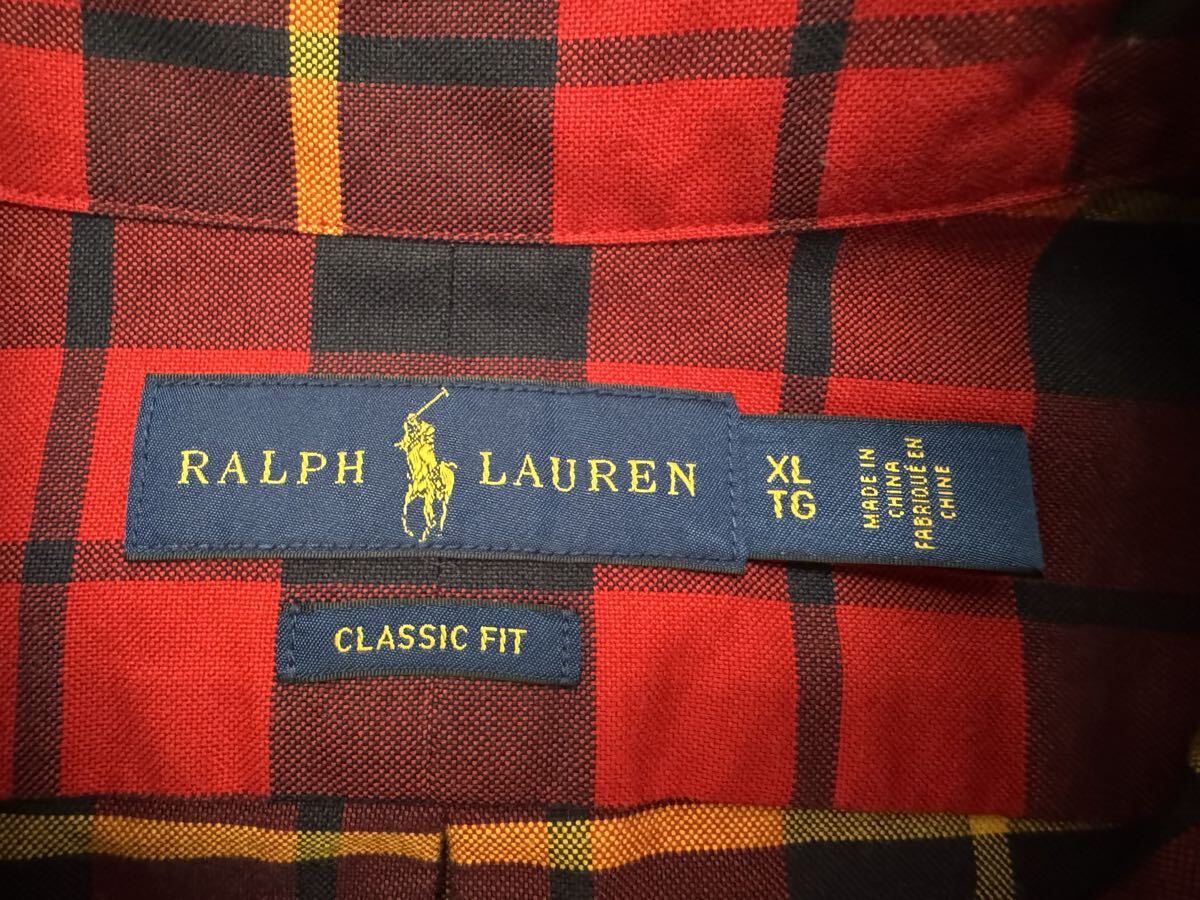 RALPH LAUREN
XL
TG
MADE IN
CHINA
FABRIQUÉ EN
CHINE
CLASSIC FIT